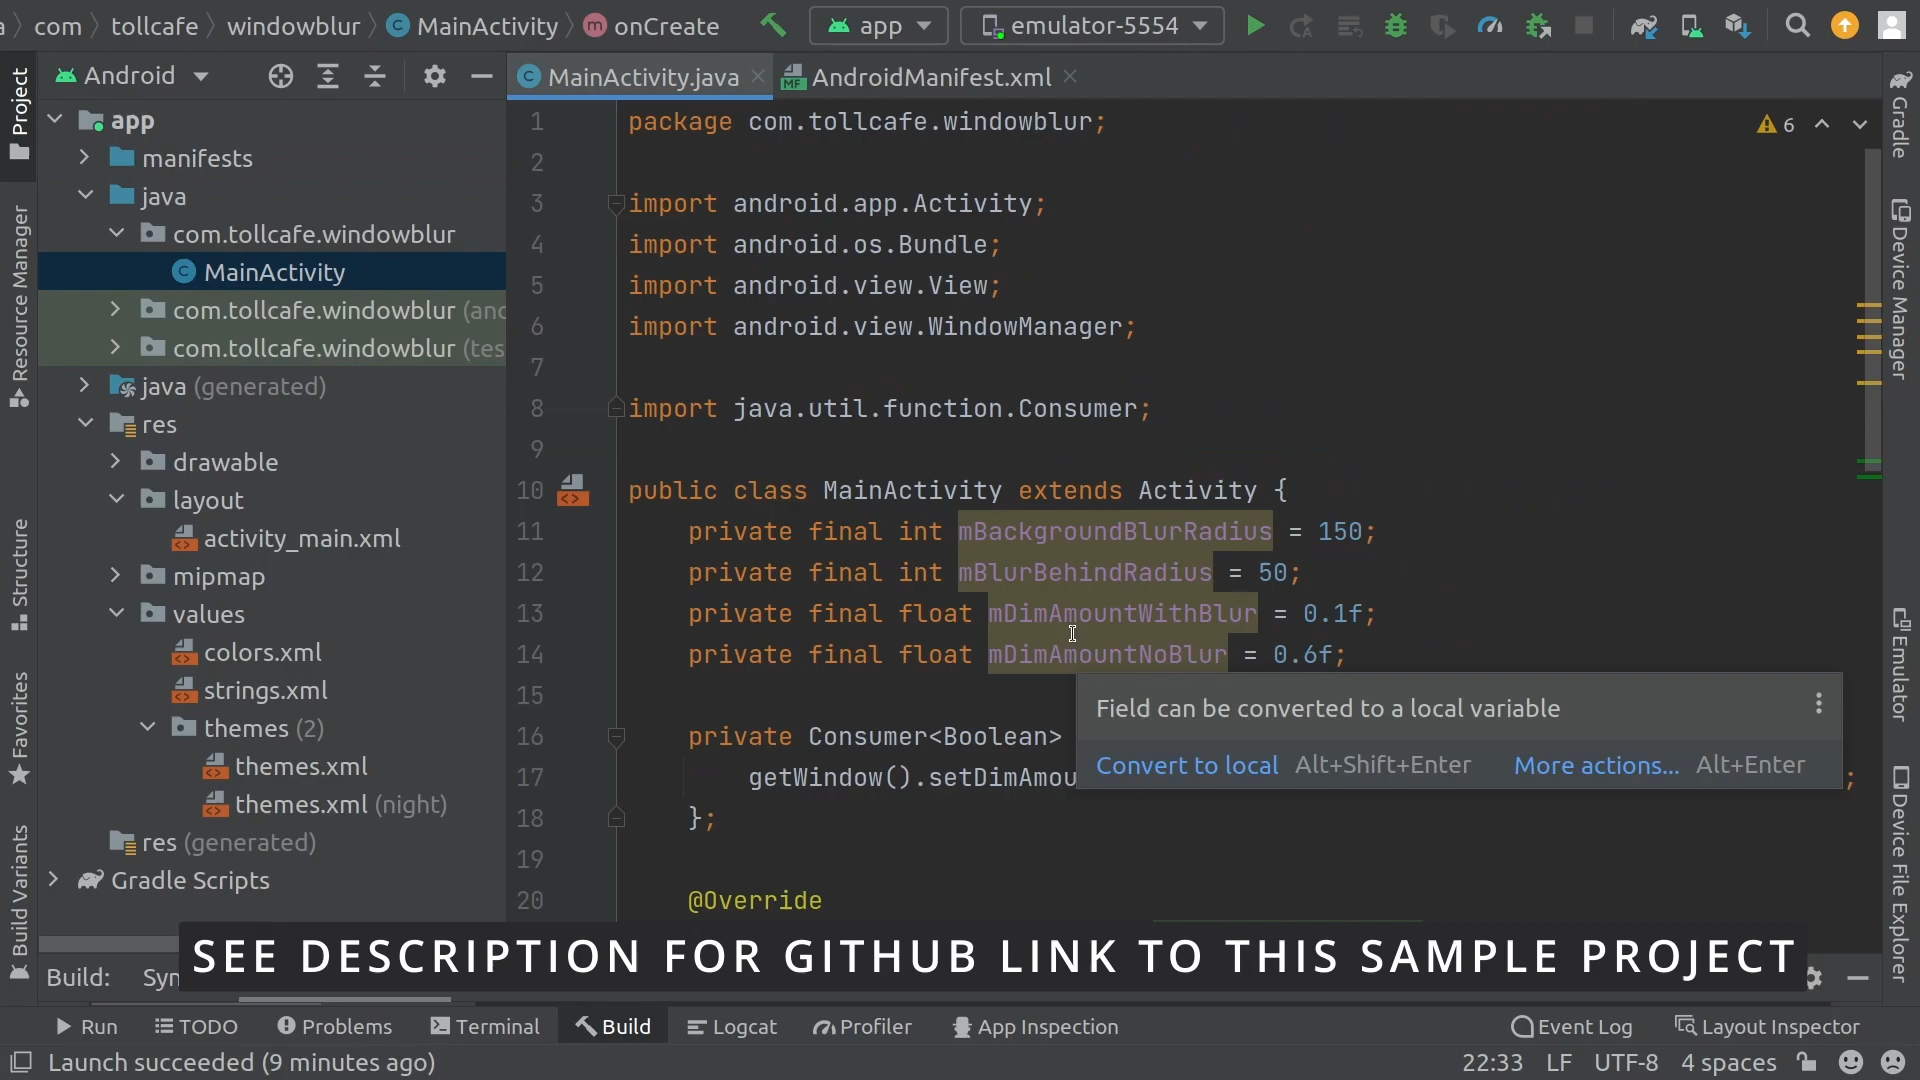 com tollcafe windowblur MainActivity onCreate app emulator-5554
Android
MainActivity.java AndroidManifest.xml
Project
Resource Manager
Structure
Favorites
Build Variants
app
manifests
java
com.tollcafe.windowblur
MainActivity
com.tollcafe.windowblur (and
com.tollcafe.windowblur (tes
java (generated)
res
drawable
layout
activity_main.xml
mipmap
values
colors.xml
strings.xml
themes (2)
themes.xml
themes.xml (night)
res (generated)
Gradle Scripts
6
1 package com.tollcafe.windowblur;
2
3 import android.app.Activity;
4 import android.os.Bundle;
5 import android.view.View;
6 import android.view.WindowManager;
7
8 import java.util.function.Consumer;
9
10 public class MainActivity extends Activity {
11 private final int mBackgroundBlurRadius = 150;
12 private final int mBlurBehindRadius = 50;
13 private final float mDimAmountWithBlur = 0.1f;
14 private final float mDimAmountNoBlur = 0.6f;
15
16 private Consumer<Boolean>
17 getWindow().setDimAmou ;
18 };
19
20 @Override
Field can be converted to a local variable
Convert to local Alt+Shift+Enter More actions... Alt+Enter
Gradle
Device Manager
Emulator
Device File Explorer
SEE DESCRIPTION FOR GITHUB LINK TO THIS SAMPLE PROJECT
Build: Syn
Run TODO Problems Terminal Build Logcat Profiler App Inspection Event Log Layout Inspector
Launch succeeded (9 minutes ago) 22:33 LF UTF-8 4 spaces